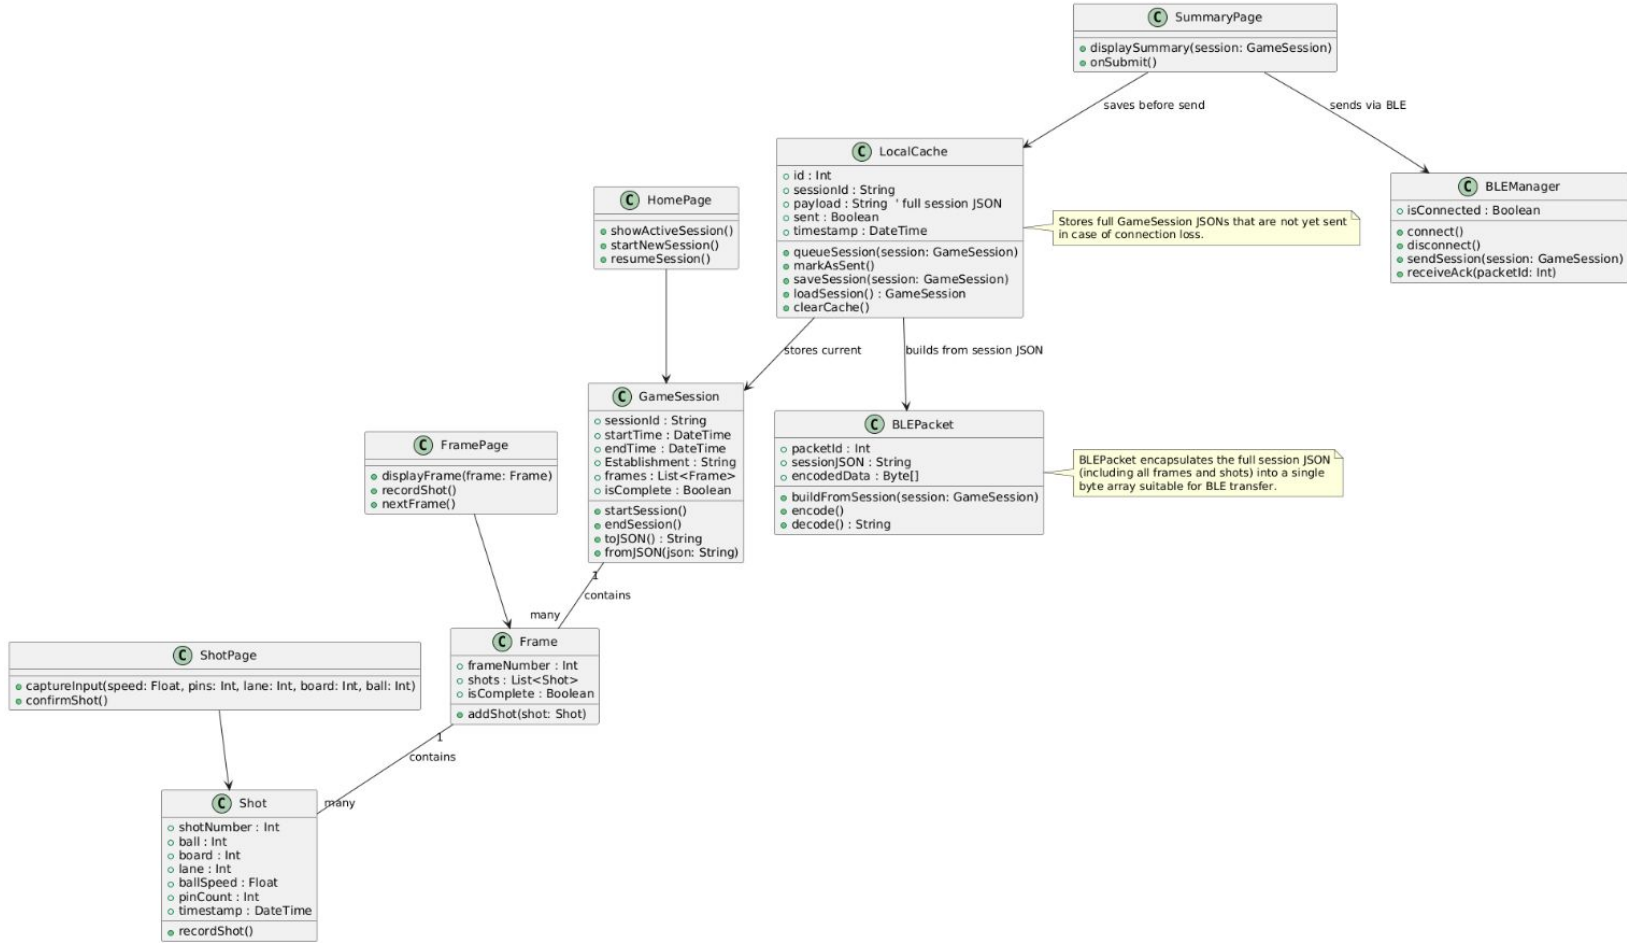 C SummaryPage
displaySummary(session: GameSession)
onSubmit()
saves before send
sends via BLE
C LocalCache
id : Int
sessionId : String
payload : String ' full session JSON
sent : Boolean
timestamp : DateTime
queueSession(session: GameSession)
markAsSent()
saveSession(session: GameSession)
loadSession() : GameSession
clearCache()
Stores full GameSession JSONs that are not yet sent
in case of connection loss.
C BLEManager
isConnected : Boolean
connect()
disconnect()
sendSession(session: GameSession)
receiveAck(packetId: Int)
C HomePage
showActiveSession()
startNewSession()
resumeSession()
stores current
builds from session JSON
C GameSession
sessionId : String
startTime : DateTime
endTime : DateTime
Establishment : String
frames : List<Frame>
isComplete : Boolean
startSession()
endSession()
toJSON() : String
fromJSON(json: String)
C BLEPacket
packetId : Int
sessionJSON : String
encodedData : Byte[]
buildFromSession(session: GameSession)
encode()
decode() : String
BLEPacket encapsulates the full session JSON
(including all frames and shots) into a single
byte array suitable for BLE transfer.
C FramePage
displayFrame(frame: Frame)
recordShot()
nextFrame()
1
contains
many
C Frame
frameNumber : Int
shots : List<Shot>
isComplete : Boolean
addShot(shot: Shot)
C ShotPage
captureInput(speed: Float, pins: Int, lane: Int, board: Int, ball: Int)
confirmShot()
1
contains
many
C Shot
shotNumber : Int
ball : Int
board : Int
lane : Int
ballSpeed : Float
pinCount : Int
timestamp : DateTime
recordShot()